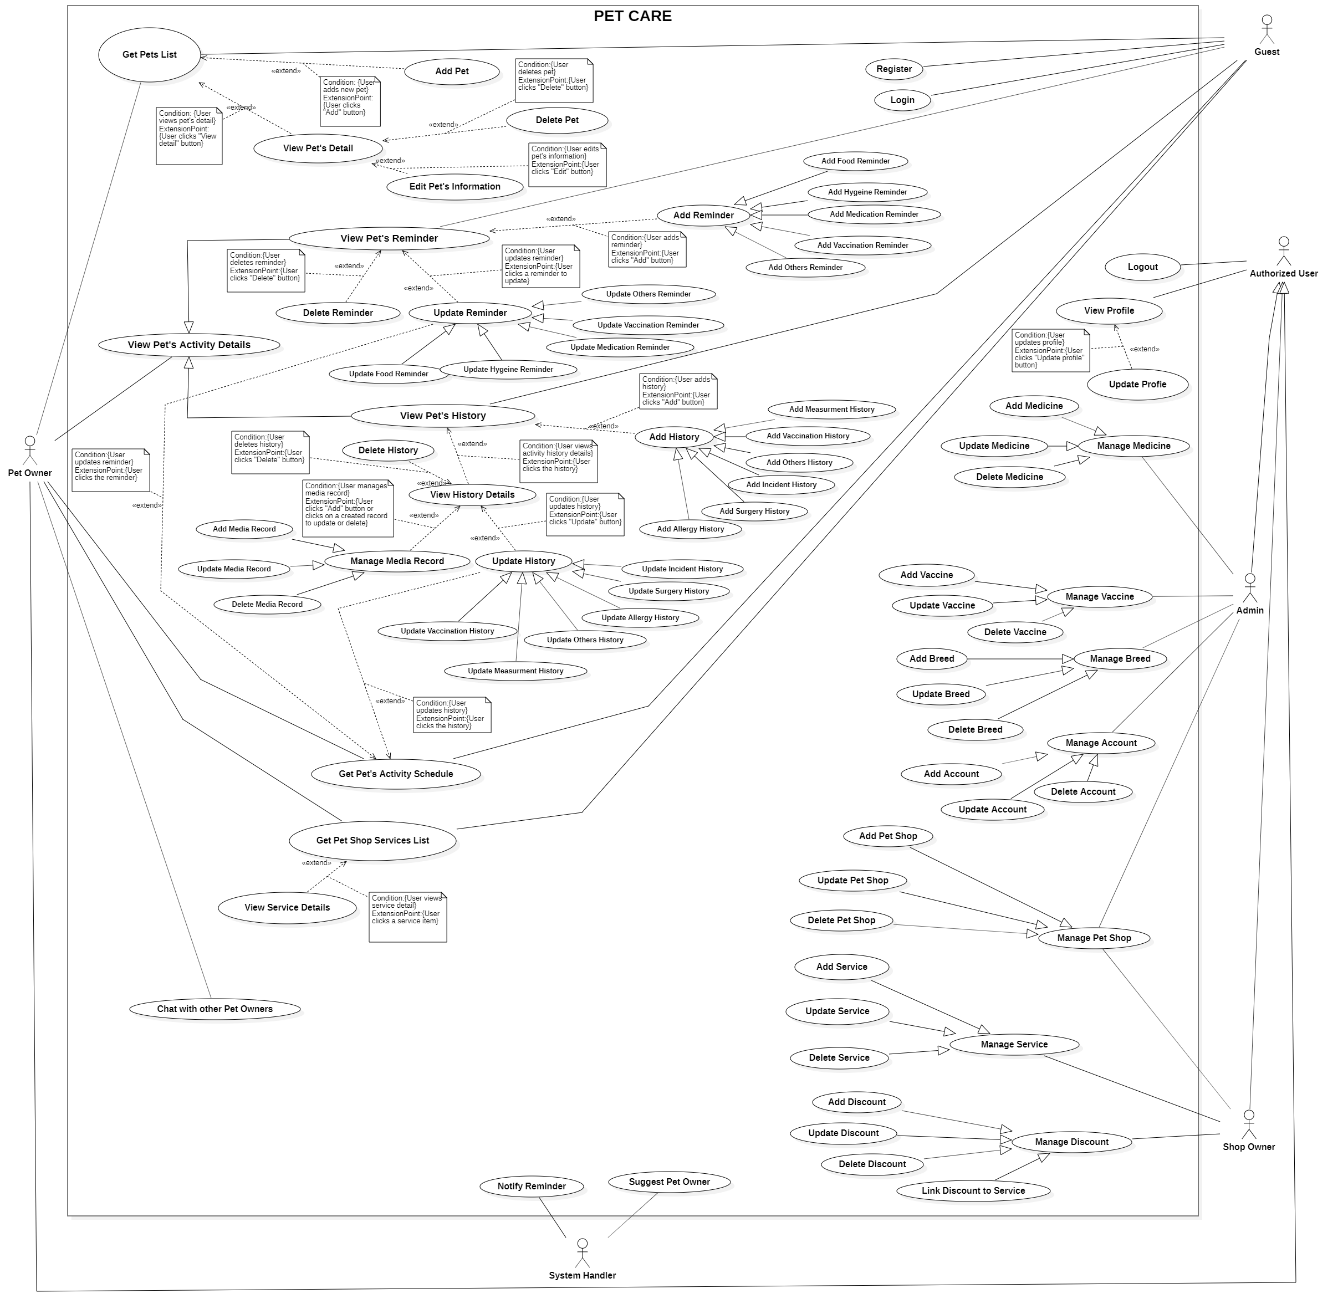 PET CARE
Get Pets List
«extend»
Add Pet
Condition: {User
adds new pet}
ExtensionPoint:
{User clicks
"Add" button}
Condition:{User
deletes pet}
ExtensionPoint:{User
clicks "Delete" button}
Guest
Register
Login
«extend»
Condition: {User
views pet's detail}
ExtensionPoint:
{User clicks "View
detail" button}
View Pet's Detail
«extend»
Delete Pet
«extend»
Condition:{User edits
pet's information}
ExtensionPoint:{User
clicks "Edit" button}
Edit Pet's Information
Add Food Reminder
Add Hygeine Reminder
Add Medication Reminder
Add Vaccination Reminder
Add Others Reminder
Add Reminder
«extend»
Condition:{User adds
reminder}
ExtensionPoint:{User
clicks "Add" button}
View Pet's Reminder
Condition:{User
deletes reminder}
ExtensionPoint:{User
clicks "Delete" button}
«extend»
Condition:{User
updates reminder}
ExtensionPoint:{User
clicks a reminder to
update}
«extend»
Delete Reminder
Update Reminder
Update Others Reminder
Update Vaccination Reminder
Update Medication Reminder
Update Food Reminder
Update Hygeine Reminder
View Pet's Activity Details
Authorized User
Logout
View Profile
Condition:{User
updates profile}
ExtensionPoint:{User
clicks "Update profile"
button}
«extend»
Update Profie
View Pet's History
Condition:{User adds
history}
ExtensionPoint:{User
clicks "Add" button}
«extend»
Add History
Add Measurment History
Add Vaccination History
Add Others History
Add Incident History
Add Surgery History
Add Allergy History
Add Medicine
Update Medicine
Delete Medicine
Manage Medicine
Pet Owner
Condition:{User
updates reminder}
ExtensionPoint:{User
clicks the reminder}
«extend»
Condition:{User
deletes history}
ExtensionPoint:{User
clicks "Delete" button}
Delete History
«extend»
Condition:{User views
activity history details}
ExtensionPoint:{User
clicks the history}
«extend»
View History Details
Condition:{User manages
media record}
ExtensionPoint:{User
clicks "Add" button or
clicks on a created record
to update or delete}
«extend»
Condition:{User
updates history}
ExtensionPoint:{User
clicks "Update" button}
«extend»
Add Media Record
Update Media Record
Delete Media Record
Manage Media Record
Update History
Update Incident History
Update Surgery History
Update Allergy History
Update Others History
Update Vaccination History
Update Measurment History
Add Vaccine
Update Vaccine
Delete Vaccine
Manage Vaccine
Admin
Add Breed
Update Breed
Delete Breed
Manage Breed
«extend»
Condition:{User
updates history}
ExtensionPoint:{User
clicks the history}
Manage Account
Add Account
Delete Account
Update Account
Get Pet's Activity Schedule
Get Pet Shop Services List
«extend»
View Service Details
Condition:{User views
service detail}
ExtensionPoint:{User
clicks a service item}
Add Pet Shop
Update Pet Shop
Delete Pet Shop
Manage Pet Shop
Add Service
Update Service
Delete Service
Manage Service
Chat with other Pet Owners
Add Discount
Update Discount
Delete Discount
Link Discount to Service
Manage Discount
Shop Owner
Notify Reminder
Suggest Pet Owner
System Handler